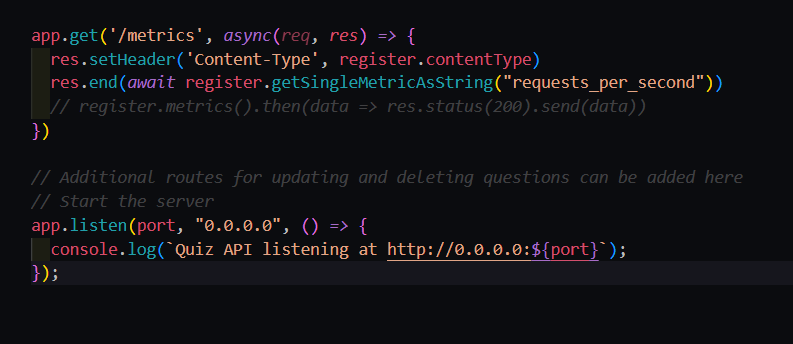 app.get('/metrics', async(req, res) => {
  res.setHeader('Content-Type', register.contentType)
  res.end(await register.getSingleMetricAsString("requests_per_second"))
  // register.metrics().then(data => res.status(200).send(data))
})
// Additional routes for updating and deleting questions can be added here
// Start the server
app.listen(port, "0.0.0.0", () => {
  console.log(`Quiz API listening at http://0.0.0.0:${port}`);
});